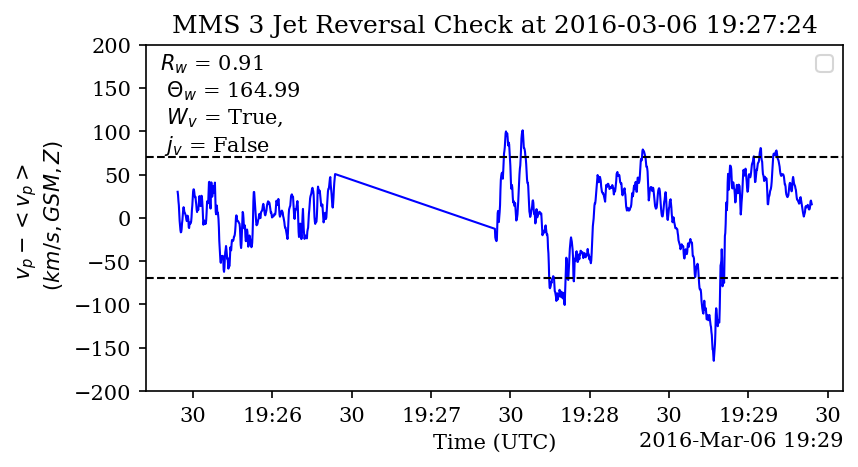 MMS 3 Jet Reversal Check at 2016-03-06 19:27:24
R_w = 0.91
Θ_w = 164.99
W_v = True,
j_v = False
v_p − < v_p >
(km/s, GSM, Z)
200
150
100
50
0
−50
−100
−150
−200
30 19:26 30 19:27 30 19:28 30 19:29 30
Time (UTC)
2016-Mar-06 19:29